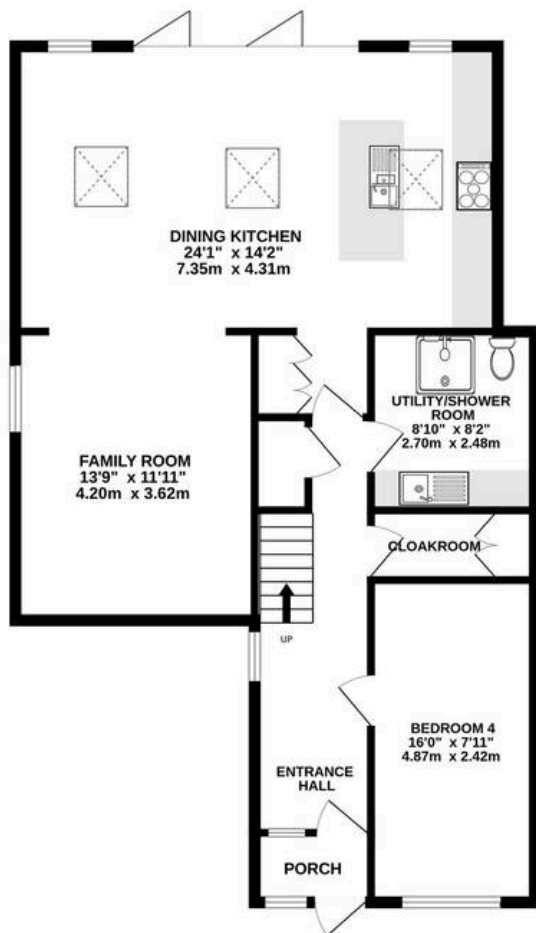 DINING KITCHEN
24'1" x 14'2"
7.35m x 4.31m
UTILITY/SHOWER
ROOM
8'10" x 8'2"
2.70m x 2.48m
FAMILY ROOM
13'9" x 11'11"
4.20m x 3.62m
CLOAKROOM
UP
BEDROOM 4
16'0" x 7'11"
4.87m x 2.42m
ENTRANCE
HALL
PORCH